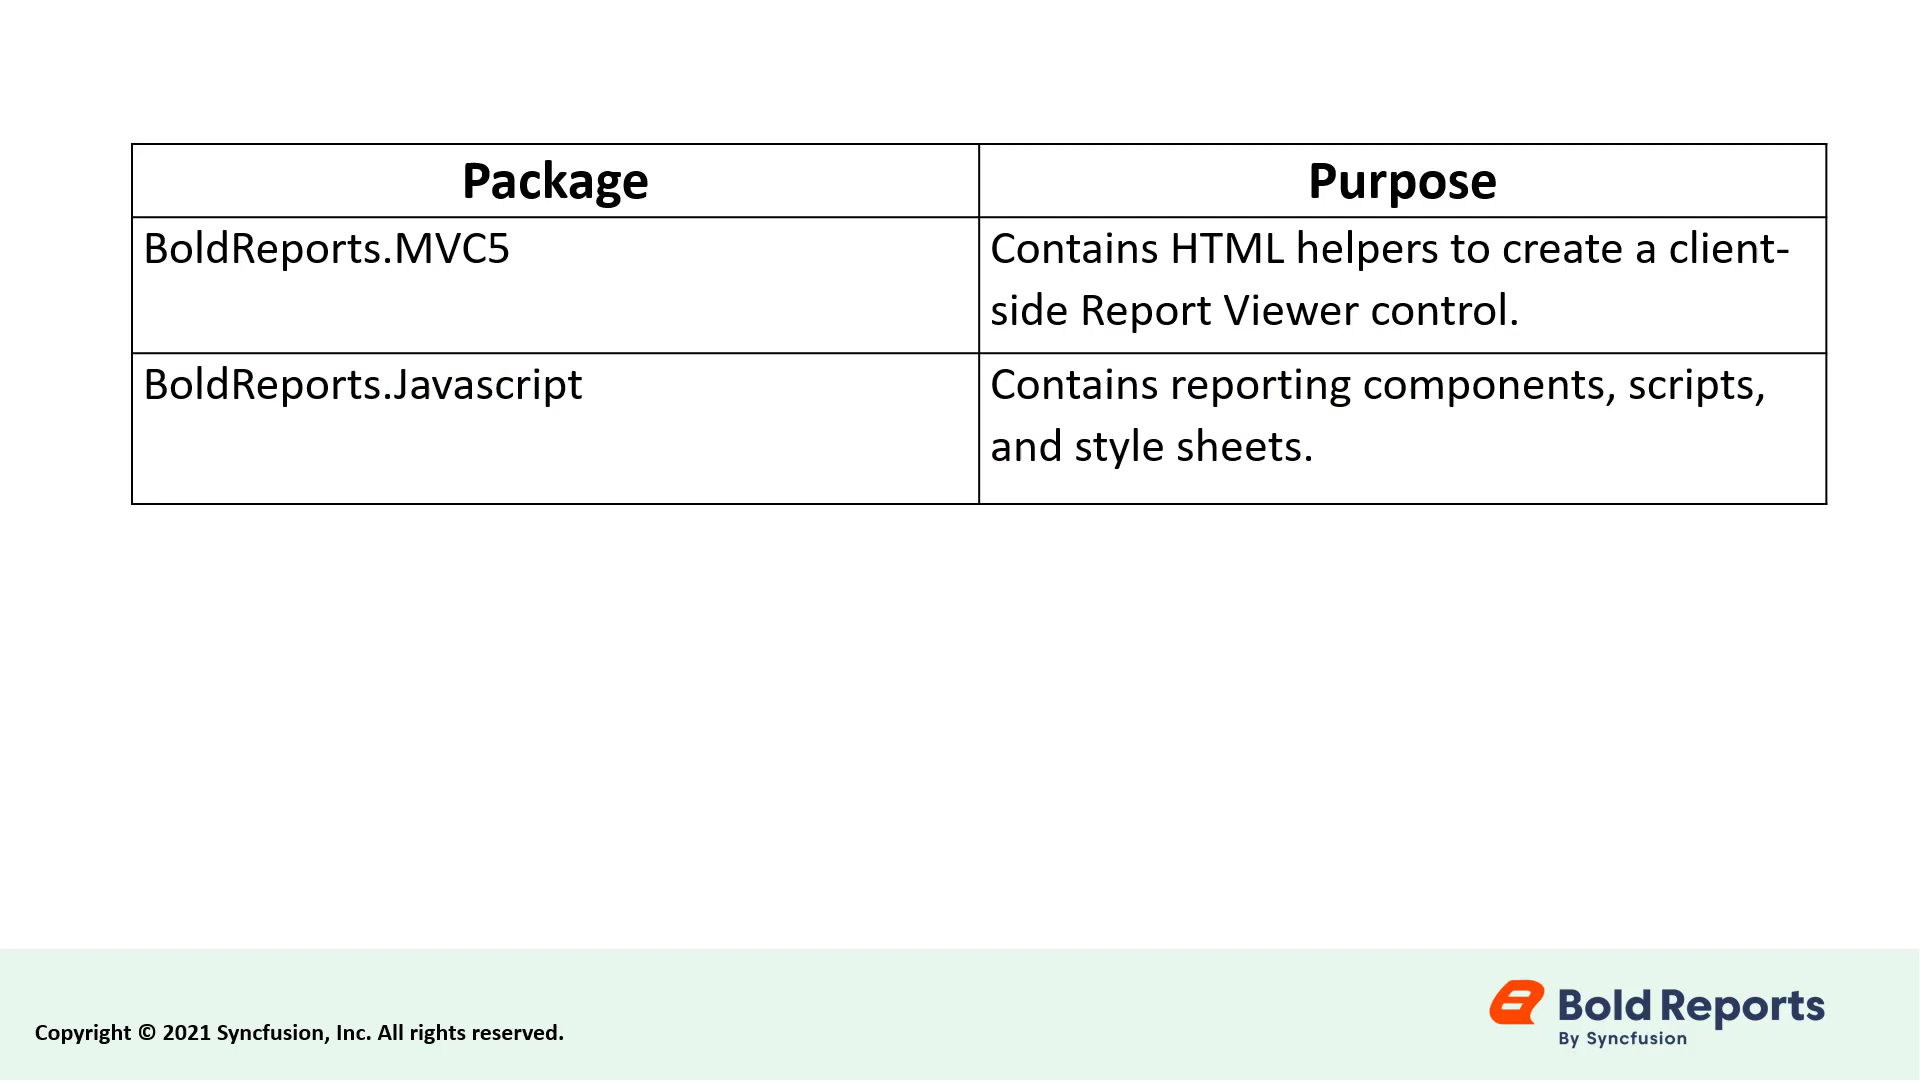 Package
Purpose
BoldReports.MVC5
Contains HTML helpers to create a client-
side Report Viewer control.
BoldReports.Javascript
Contains reporting components, scripts,
and style sheets.
Copyright © 2021 Syncfusion, Inc. All rights reserved.
Bold Reports
By Syncfusion